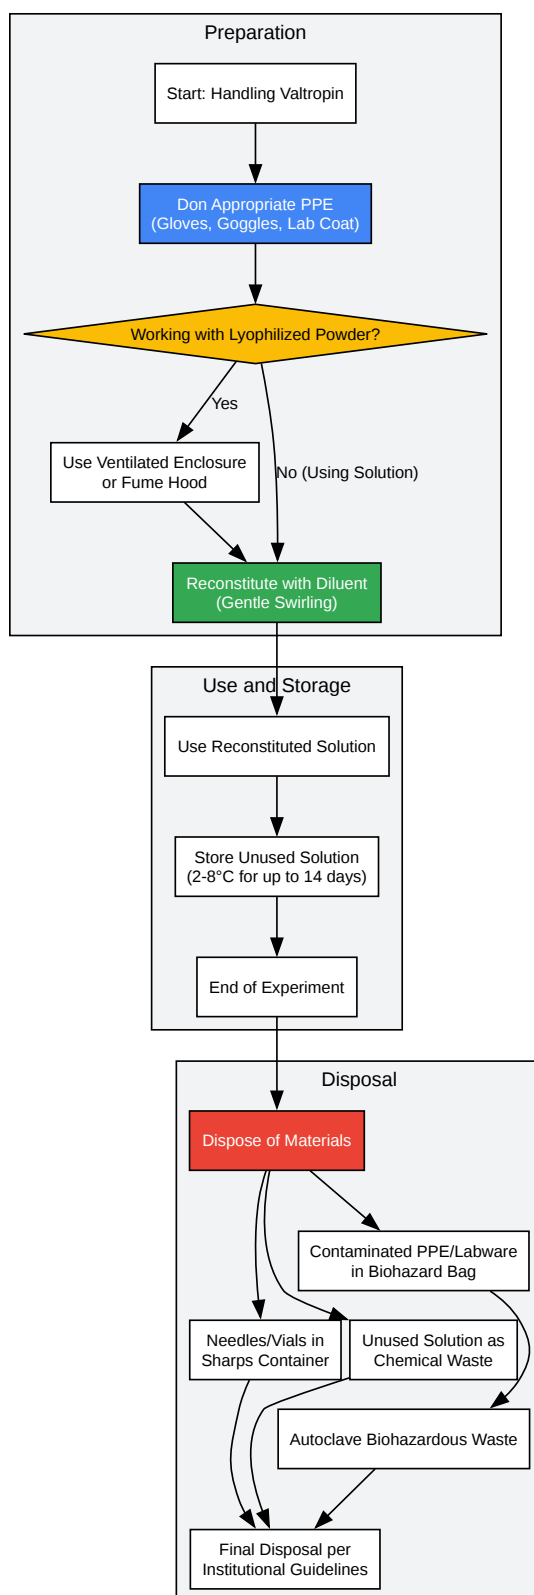 Preparation
Start: Handling Valtropin
Don Appropriate PPE
(Gloves, Goggles, Lab Coat)
Working with Lyophilized Powder?
Yes
Use Ventilated Enclosure
or Fume Hood
No (Using Solution)
Reconstitute with Diluent
(Gentle Swirling)
Use and Storage
Use Reconstituted Solution
Store Unused Solution
(2-8°C for up to 14 days)
End of Experiment
Disposal
Dispose of Materials
Contaminated PPE/Labware
in Biohazard Bag
Needles/Vials in
Sharps Container
Unused Solution as
Chemical Waste
Autoclave Biohazardous Waste
Final Disposal per
Institutional Guidelines